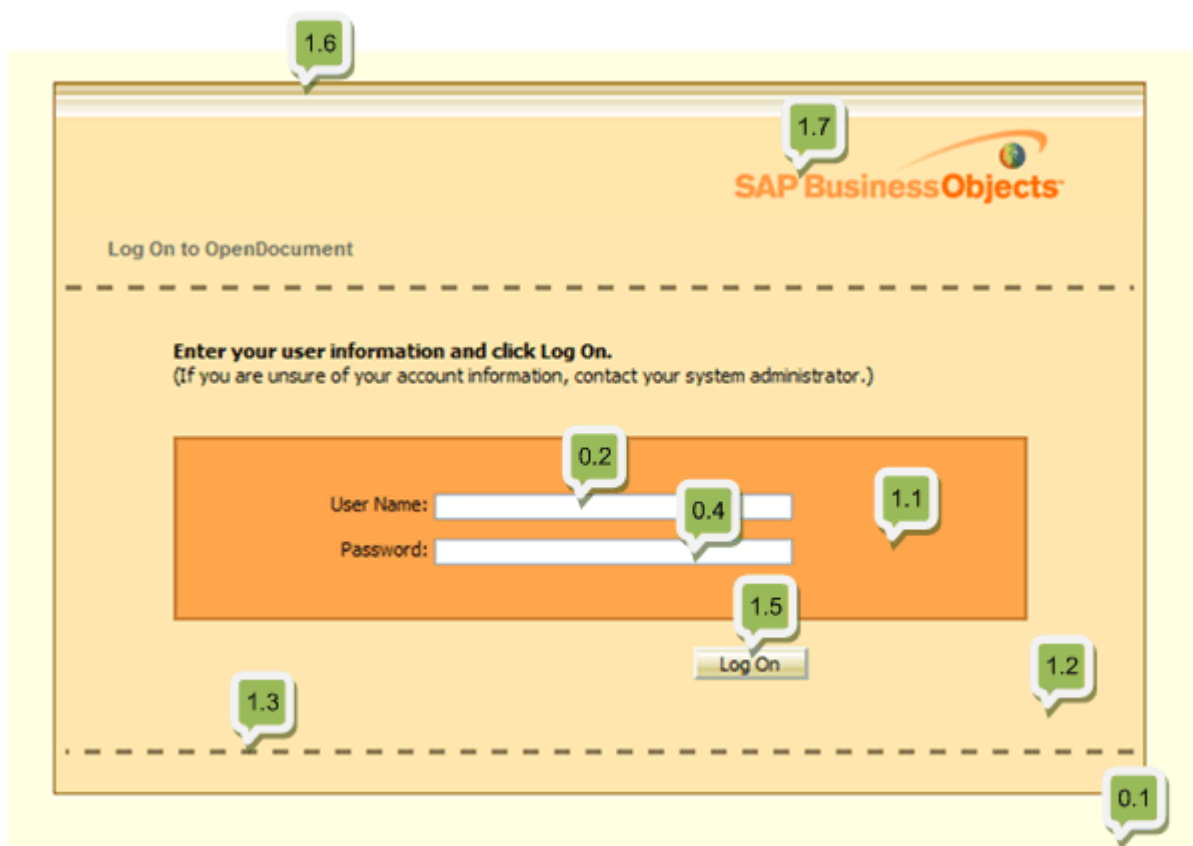 1.6
1.7
SAP BusinessObjects™
Log On to OpenDocument
Enter your user information and click Log On.
(If you are unsure of your account information, contact your system administrator.)
0.2
User Name:
0.4
1.1
Password:
1.5
Log On
1.2
1.3
0.1